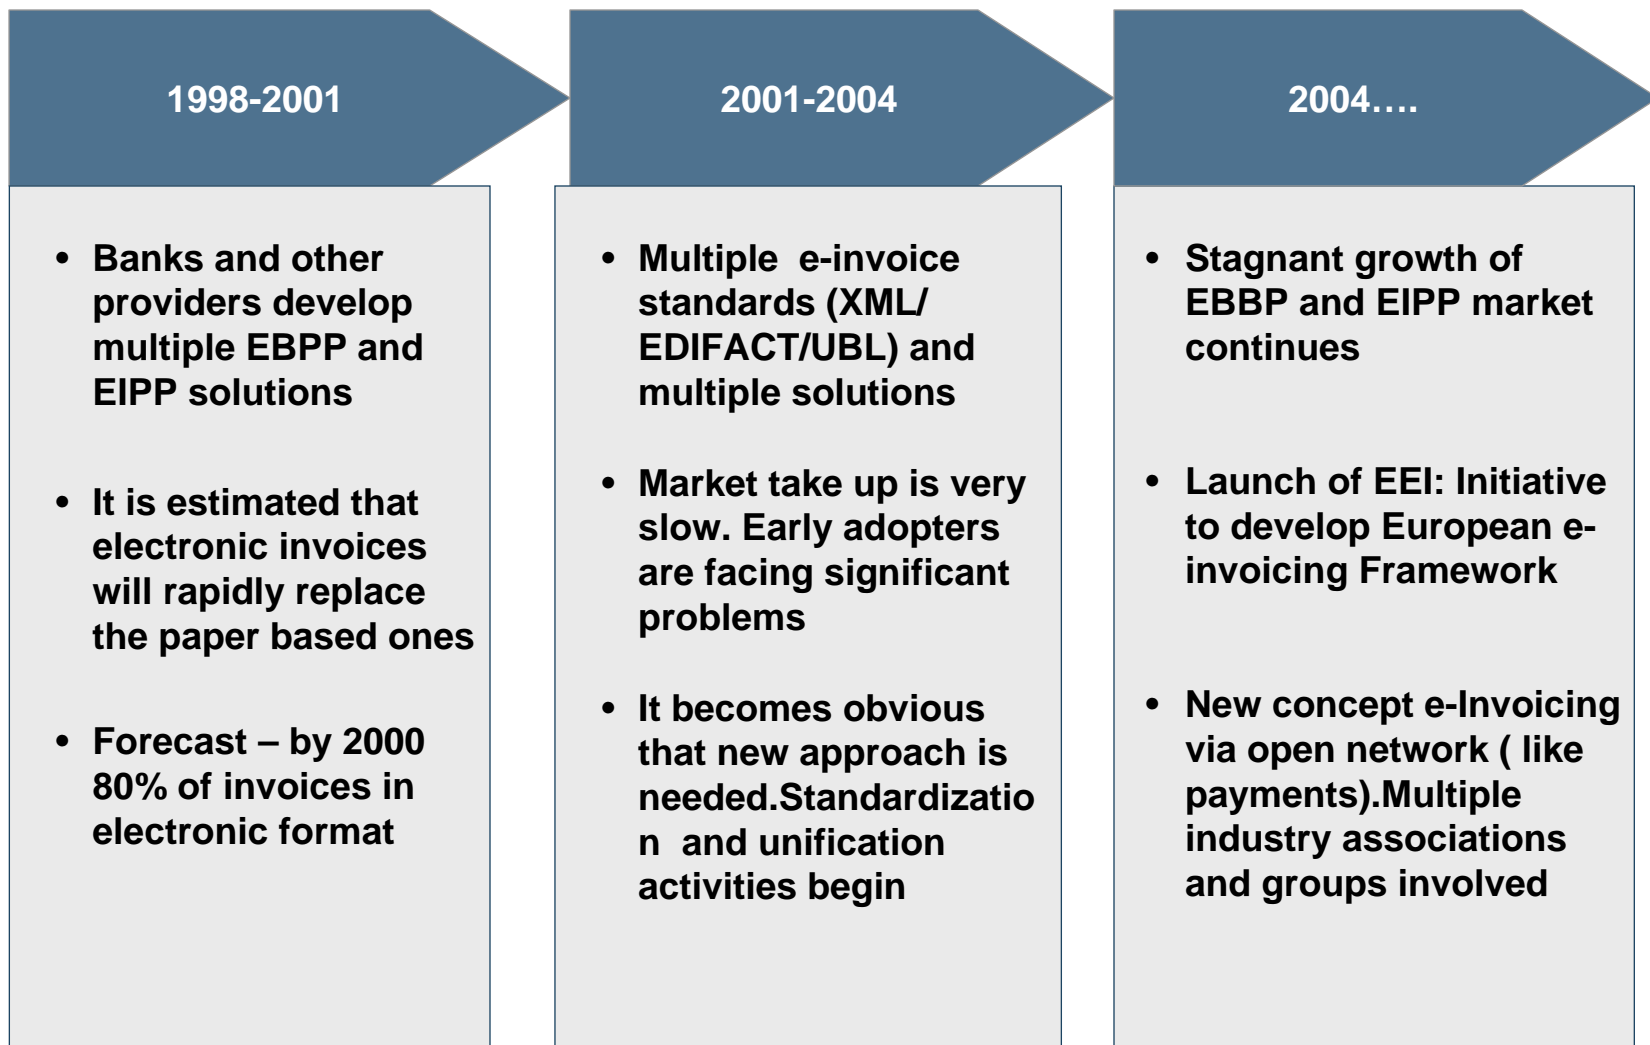 1998-2001
• Banks and other
providers develop
multiple EBPP and
EIPP solutions
• It is estimated that
electronic invoices
will rapidly replace
the paper based ones
• Forecast – by 2000
80% of invoices in
electronic format
2001-2004
• Multiple  e-invoice
standards (XML/
EDIFACT/UBL) and
multiple solutions
• Market take up is very
slow. Early adopters
are facing significant
problems
• It becomes obvious
that new approach is
needed.Standardizatio
n  and unification
activities begin
2004….
• Stagnant growth of
EBBP and EIPP market
continues
• Launch of EEI: Initiative
to develop European e-
invoicing Framework
• New concept e-Invoicing
via open network ( like
payments).Multiple
industry associations
and groups involved